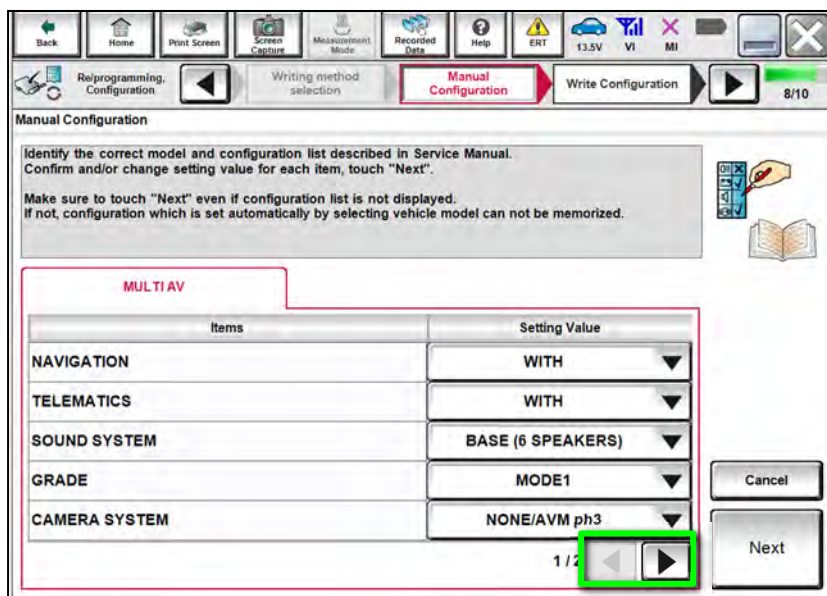 Back
Home
Print Screen
Screen
Capture
Measurement
Mode
Recorded
Data
Help
ERT
13.5V
VI
MI
Re/programming,
Configuration
Writing method
selection
Manual
Configuration
Write Configuration
8/10
Manual Configuration
Identify the correct model and configuration list described in Service Manual.
Confirm and/or change setting value for each item, touch "Next".
Make sure to touch "Next" even if configuration list is not displayed.
If not, configuration which is set automatically by selecting vehicle model can not be memorized.
MULTI AV
Items
Setting Value
NAVIGATION
WITH
TELEMATICS
WITH
SOUND SYSTEM
BASE (6 SPEAKERS)
GRADE
MODE1
CAMERA SYSTEM
NONE/AVM ph3
1/2
Cancel
Next